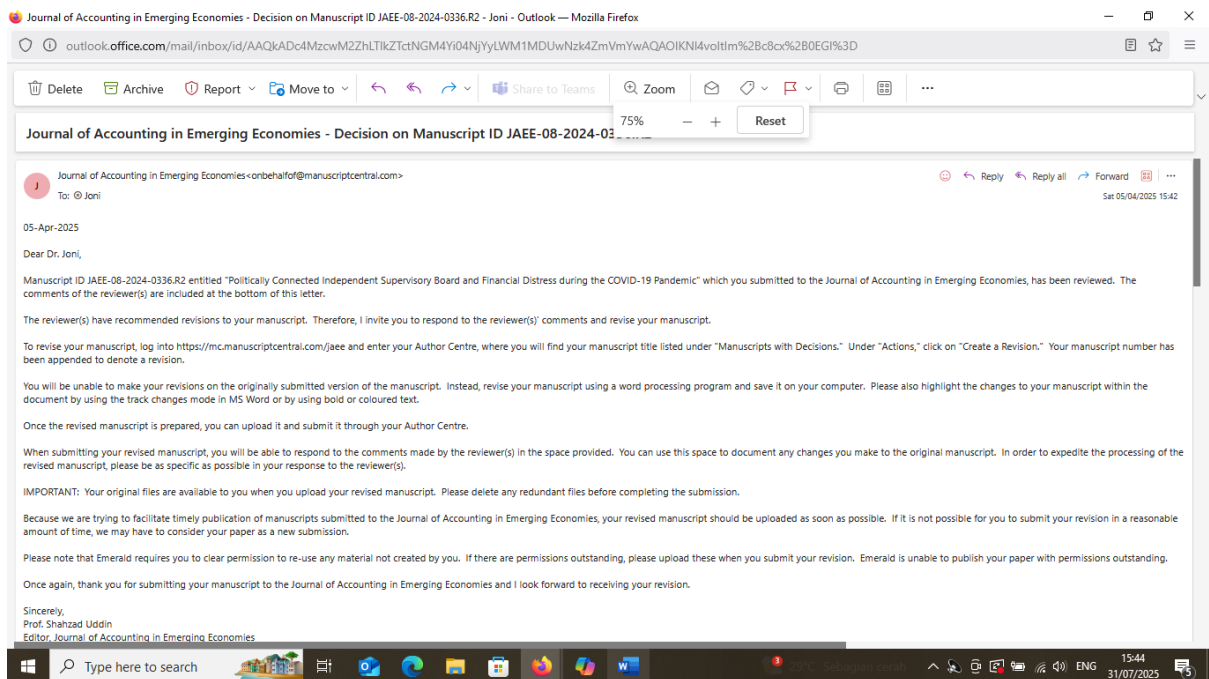 Journal of Accounting in Emerging Economies - Decision on Manuscript ID JAEE-08-2024-0336.R2 - Joni - Outlook — Mozilla Firefox
outlook.office.com/mail/inbox/id/
Delete Archive Report Move to Share to Teams Zoom
75% − + Reset
Journal of Accounting in Emerging Economies - Decision on Manuscript ID JAEE-08-2024-
J
Journal of Accounting in Emerging Economies<onbehalfof@manuscriptcentral.com>
Reply Reply all Forward
To: Joni
Sat 05/04/2025 15:42
05-Apr-2025
Dear Dr. Joni,
Manuscript ID JAEE-08-2024-0336.R2 entitled "Politically Connected Independent Supervisory Board and Financial Distress during the COVID-19 Pandemic" which you submitted to the Journal of Accounting in Emerging Economies, has been reviewed. The
comments of the reviewer(s) are included at the bottom of this letter.
The reviewer(s) have recommended revisions to your manuscript. Therefore, I invite you to respond to the reviewer(s)' comments and revise your manuscript.
To revise your manuscript, log into https://mc.manuscriptcentral.com/jaee and enter your Author Centre, where you will find your manuscript title listed under "Manuscripts with Decisions." Under "Actions," click on "Create a Revision." Your manuscript number has
been appended to denote a revision.
You will be unable to make your revisions on the originally submitted version of the manuscript. Instead, revise your manuscript using a word processing program and save it on your computer. Please also highlight the changes to your manuscript within the
document by using the track changes mode in MS Word or by using bold or coloured text.
Once the revised manuscript is prepared, you can upload it and submit it through your Author Centre.
When submitting your revised manuscript, you will be able to respond to the comments made by the reviewer(s) in the space provided. You can use this space to document any changes you make to the original manuscript. In order to expedite the processing of the
revised manuscript, please be as specific as possible in your response to the reviewer(s).
IMPORTANT: Your original files are available to you when you upload your revised manuscript. Please delete any redundant files before completing the submission.
Because we are trying to facilitate timely publication of manuscripts submitted to the Journal of Accounting in Emerging Economies, your revised manuscript should be uploaded as soon as possible. If it is not possible for you to submit your revision in a reasonable
amount of time, we may have to consider your paper as a new submission.
Please note that Emerald requires you to clear permission to re-use any material not created by you. If there are permissions outstanding, please upload these when you submit your revision. Emerald is unable to publish your paper with permissions outstanding.
Once again, thank you for submitting your manuscript to the Journal of Accounting in Emerging Economies and I look forward to receiving your revision.
Sincerely,
Prof. Shahzad Uddin
Editor, Journal of Accounting in Emerging Economies
Type here to search
3
29°C Sebagian cerah
ENG
15:44
31/07/2025
5